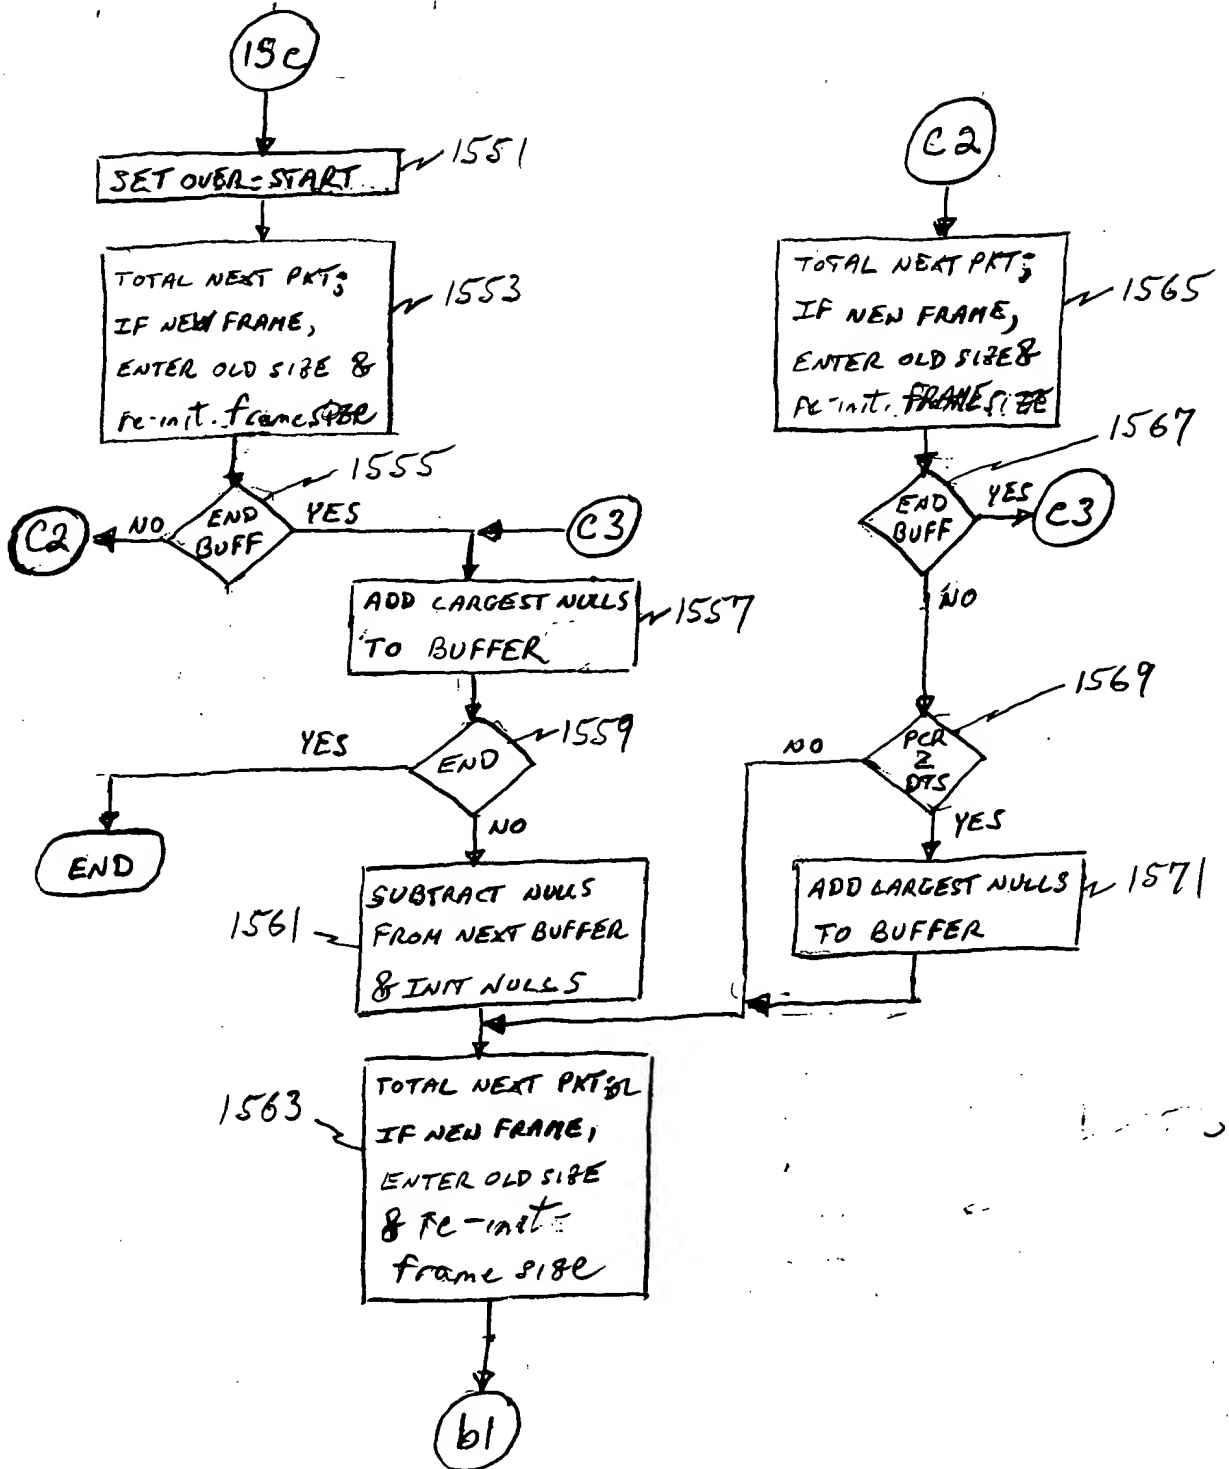 15c
1551
SET OVER=START
TOTAL NEXT PKT;
IF NEW FRAME,
ENTER OLD SIZE &
re-init. frame SIZE
1553
1555
END
BUFF
NO
C2
YES
C3
ADD LARGEST NULLS
TO BUFFER
1557
1559
END
YES
END
NO
SUBTRACT NULLS
FROM NEXT BUFFER
& INIT NULLS
1561
TOTAL NEXT PKT;
IF NEW FRAME,
ENTER OLD SIZE
& re-init
frame size
1563
b1
C2
TOTAL NEXT PKT;
IF NEW FRAME,
ENTER OLD SIZE &
re-init. FRAME SIZE
1565
1567
END
BUFF
YES
C3
NO
1569
PCR
≥
DTS
NO
YES
ADD LARGEST NULLS
TO BUFFER
1571